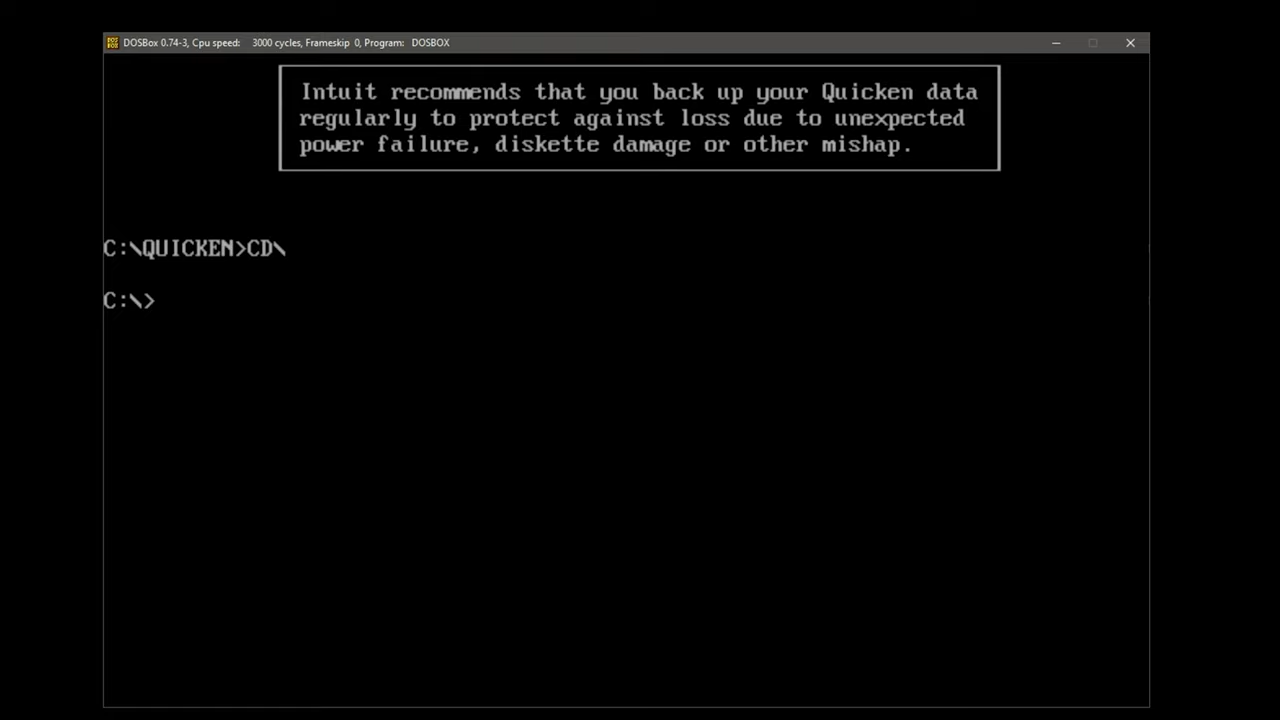 DOSBox 0.74-3, Cpu speed: 3000 cycles, Frameskip 0, Program: DOSBOX
Intuit recommends that you back up your Quicken data
regularly to protect against loss due to unexpected
power failure, diskette damage or other mishap.
C:\QUICKEN>CD\
C:\>